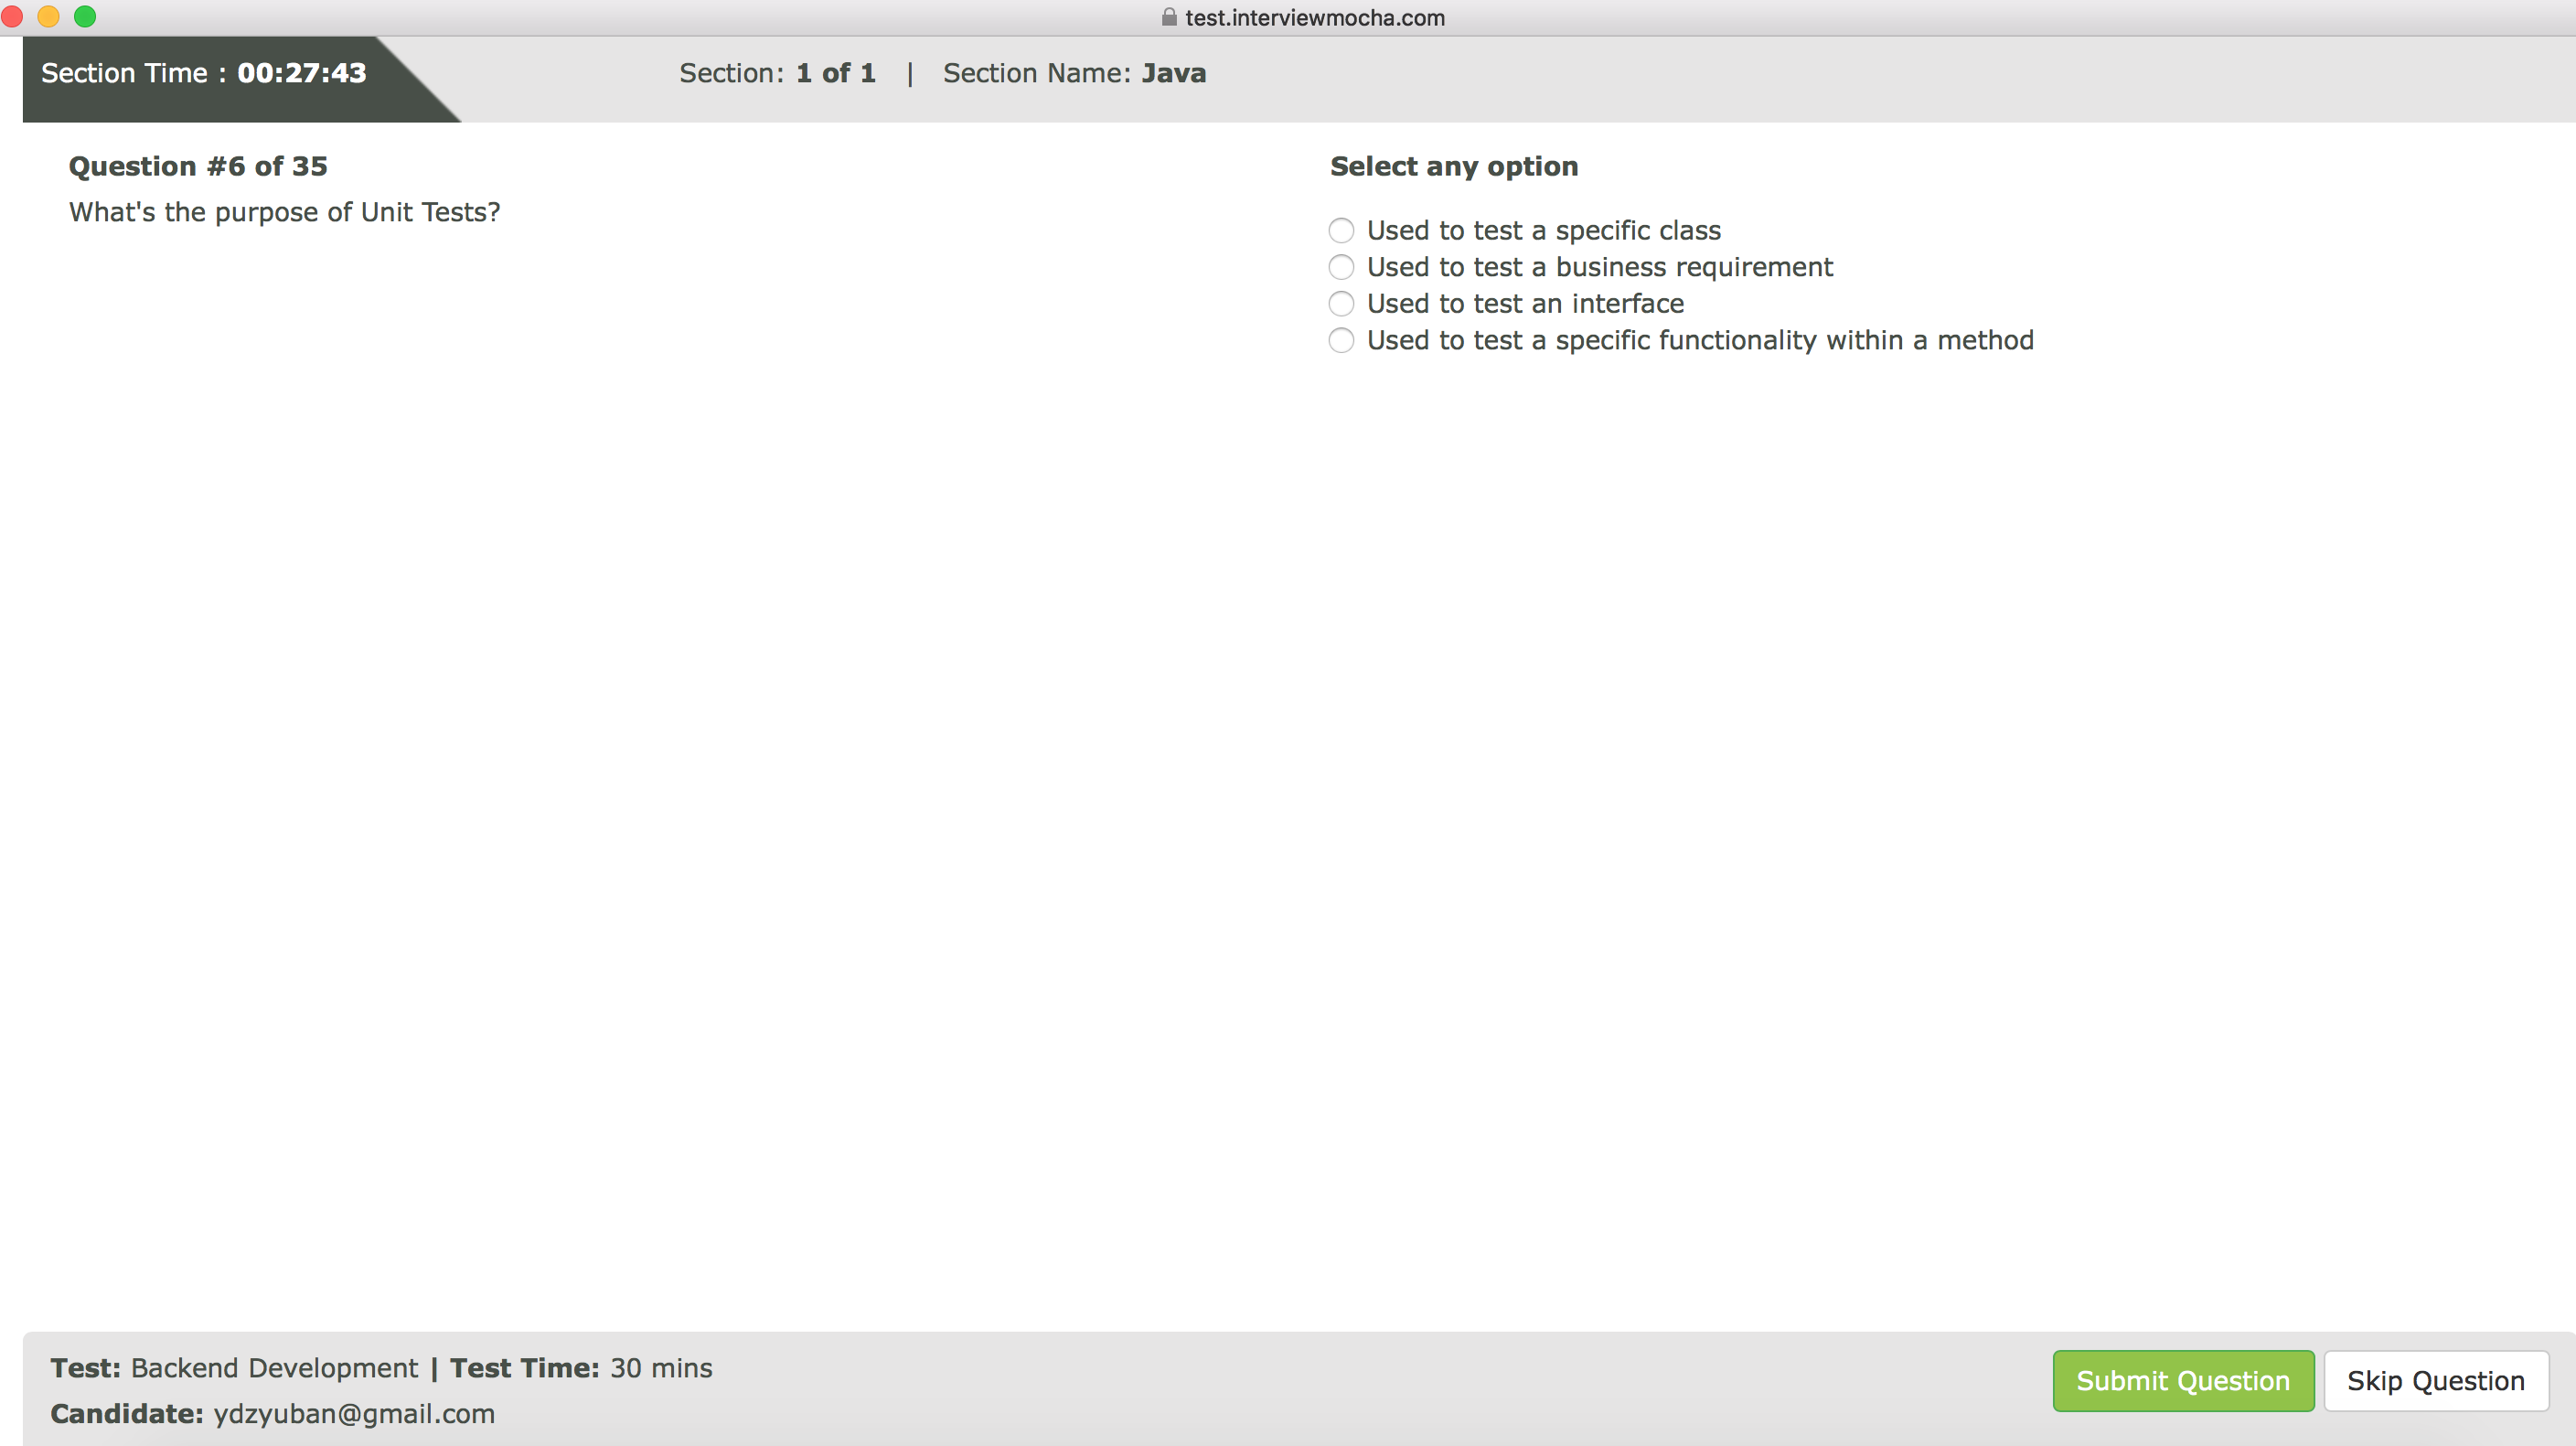 test.interviewmocha.com
Section Time : 00:27:43
Section: 1 of 1 | Section Name: Java
Question #6 of 35
What's the purpose of Unit Tests?
Select any option
Used to test a specific class
Used to test a business requirement
Used to test an interface
Used to test a specific functionality within a method
Test: Backend Development | Test Time: 30 mins
Candidate: ydzyuban@gmail.com
Submit Question
Skip Question